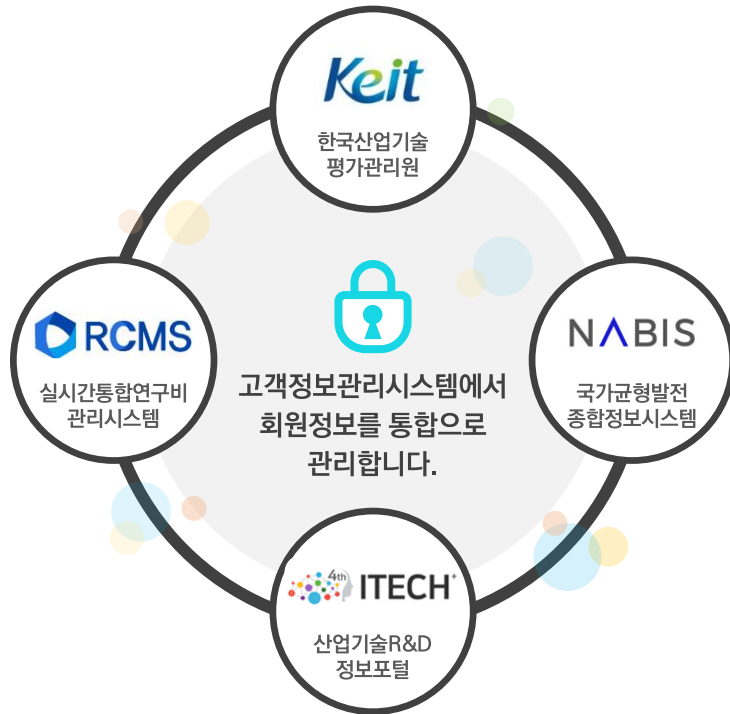 Keit
한국산업기술
평가관리원
RCMS
실시간통합연구비
관리시스템
고객정보관리시스템에서
회원정보를 통합으로
관리합니다.
NABIS
국가균형발전
종합정보시스템
4th ITECH+
산업기술R&D
정보포털